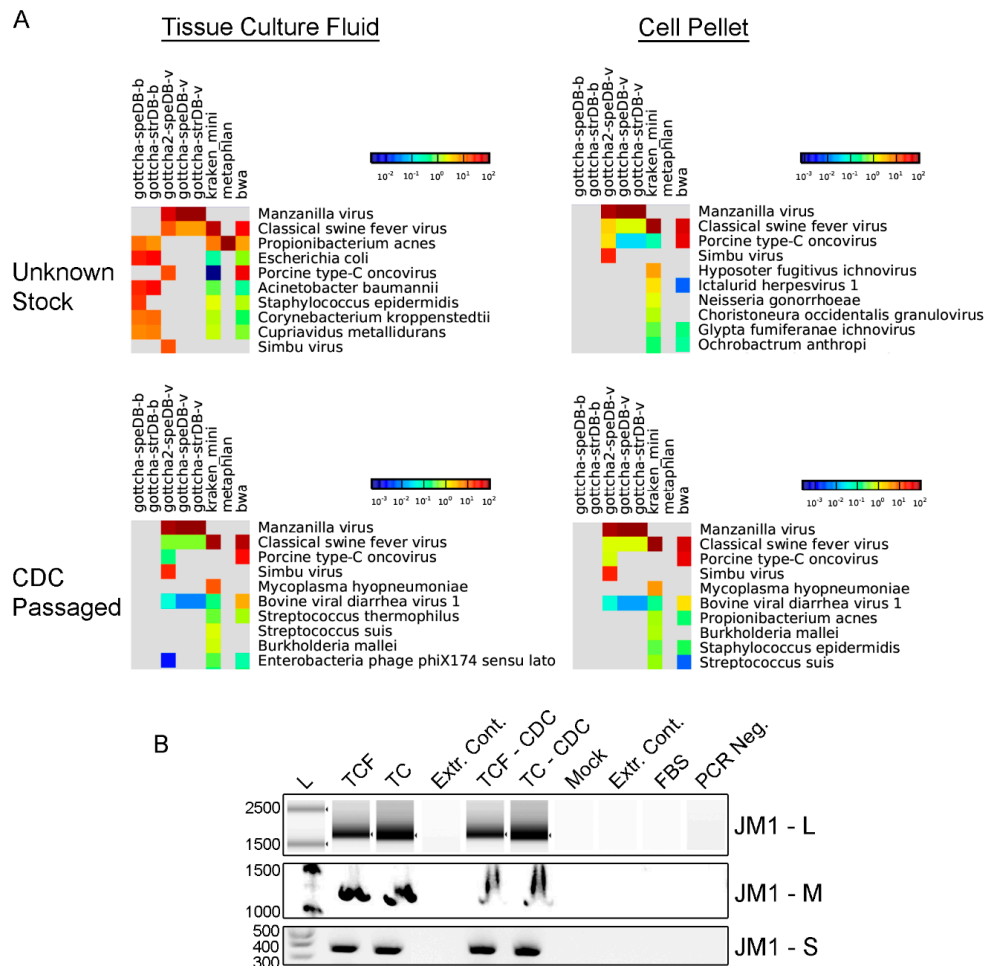 A
Tissue Culture Fluid
Cell Pellet
gottcha-speDB-b
gottcha-strDB-b
gottcha2-speDB-v
gottcha-speDB-v
gottcha-strDB-v
kraken_mini
metaphlan
bwa
10⁻² 10⁻¹ 10⁰ 10¹ 10²
Unknown Stock
Manzanilla virus
Classical swine fever virus
Propionibacterium acnes
Escherichia coli
Porcine type-C oncovirus
Acinetobacter baumannii
Staphylococcus epidermidis
Corynebacterium kroppenstedtii
Cupriavidus metallidurans
Simbu virus
gottcha-speDB-b
gottcha-strDB-b
gottcha2-speDB-v
gottcha-speDB-v
gottcha-strDB-v
kraken_mini
metaphlan
bwa
10⁻³ 10⁻² 10⁻¹ 10⁰ 10¹ 10²
Manzanilla virus
Classical swine fever virus
Porcine type-C oncovirus
Simbu virus
Hyposoter fugitivus ichnovirus
Ictalurid herpesvirus 1
Neisseria gonorrhoeae
Choristoneura occidentalis granulovirus
Glypta fumiferanae ichnovirus
Ochrobactrum anthropi
gottcha-speDB-b
gottcha-strDB-b
gottcha2-speDB-v
gottcha-speDB-v
gottcha-strDB-v
kraken_mini
metaphlan
bwa
10⁻³ 10⁻² 10⁻¹ 10⁰ 10¹ 10²
CDC Passaged
Manzanilla virus
Classical swine fever virus
Porcine type-C oncovirus
Simbu virus
Mycoplasma hyopneumoniae
Bovine viral diarrhea virus 1
Streptococcus thermophilus
Streptococcus suis
Burkholderia mallei
Enterobacteria phage phiX174 sensu lato
gottcha-speDB-b
gottcha-strDB-b
gottcha2-speDB-v
gottcha-speDB-v
gottcha-strDB-v
kraken_mini
metaphlan
bwa
10⁻³ 10⁻² 10⁻¹ 10⁰ 10¹ 10²
Manzanilla virus
Classical swine fever virus
Porcine type-C oncovirus
Simbu virus
Mycoplasma hyopneumoniae
Bovine viral diarrhea virus 1
Propionibacterium acnes
Burkholderia mallei
Staphylococcus epidermidis
Streptococcus suis
B
L
TCF
TC
Extr. Cont.
TCF - CDC
TC - CDC
Mock
Extr. Cont.
FBS
PCR Neg.
2500
1500
JM1 - L
1500
1000
JM1 - M
500
400
300
JM1 - S